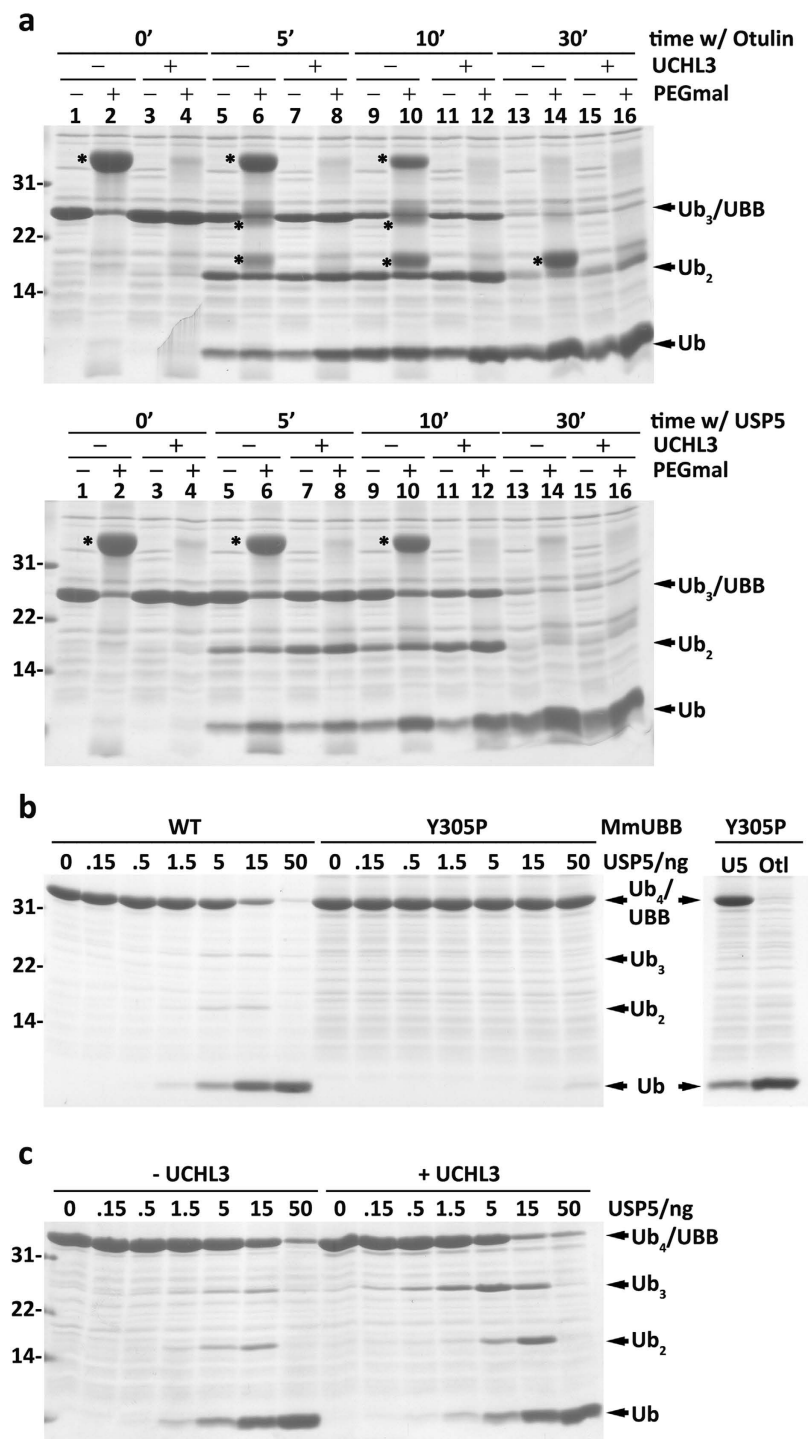 a
0’ 5’ 10’ 30’ time w/ Otulin
− + − + − + − + UCHL3
− + − + − + − + − + − + − + − + PEGmal
1 2 3 4 5 6 7 8 9 10 11 12 13 14 15 16
* * *
31-
Ub₃/UBB
22-
* *
* * *
Ub₂
14-
Ub
0’ 5’ 10’ 30’ time w/ USP5
− + − + − + − + UCHL3
− + − + − + − + − + − + − + − + PEGmal
1 2 3 4 5 6 7 8 9 10 11 12 13 14 15 16
* * *
31-
Ub₃/UBB
22-
Ub₂
14-
Ub
b
WT Y305P MmUBB Y305P
0 .15 .5 1.5 5 15 50 0 .15 .5 1.5 5 15 50 USP5/ng U5 Otl
31- Ub₄/
UBB
22- Ub₃
14- Ub₂
Ub
c
- UCHL3 + UCHL3
0 .15 .5 1.5 5 15 50 0 .15 .5 1.5 5 15 50 USP5/ng
Ub₄/UBB
31-
Ub₃
22-
Ub₂
14-
Ub